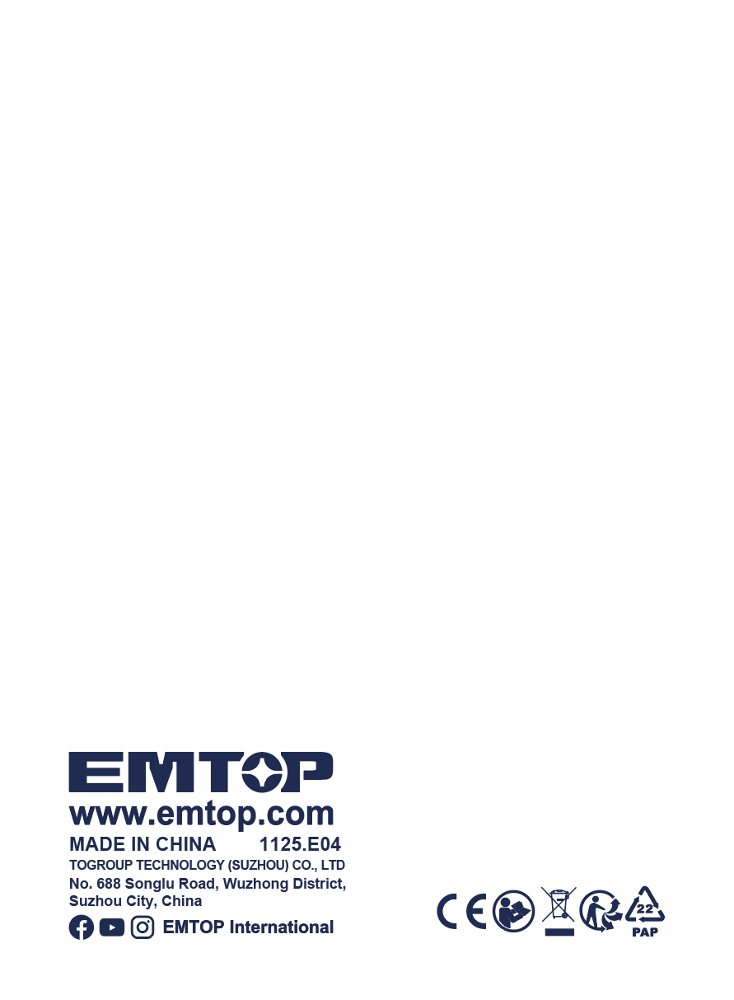 EMTOP
www.emtop.com
MADE IN CHINA 1125.E04
TOGROUP TECHNOLOGY (SUZHOU) CO., LTD
No. 688 Songlu Road, Wuzhong District,
Suzhou City, China
EMTOP International
CE
22
PAP